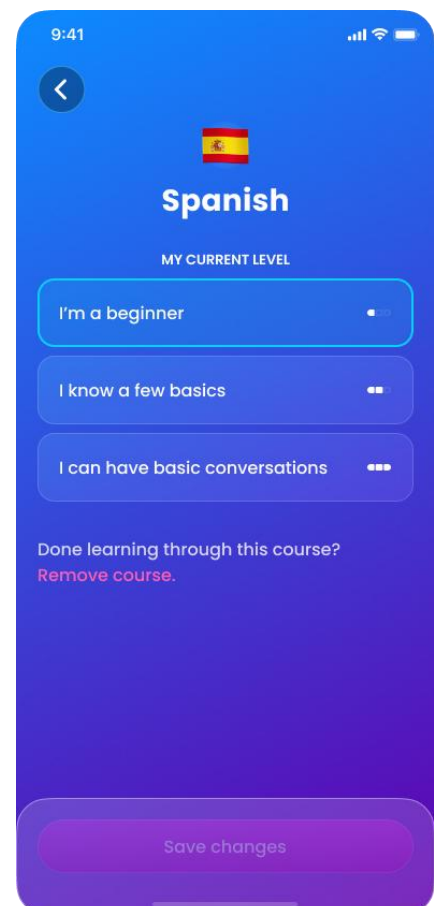 9:41
Spanish
MY CURRENT LEVEL
I'm a beginner
I know a few basics
I can have basic conversations
Done learning through this course?
Remove course.
Save changes